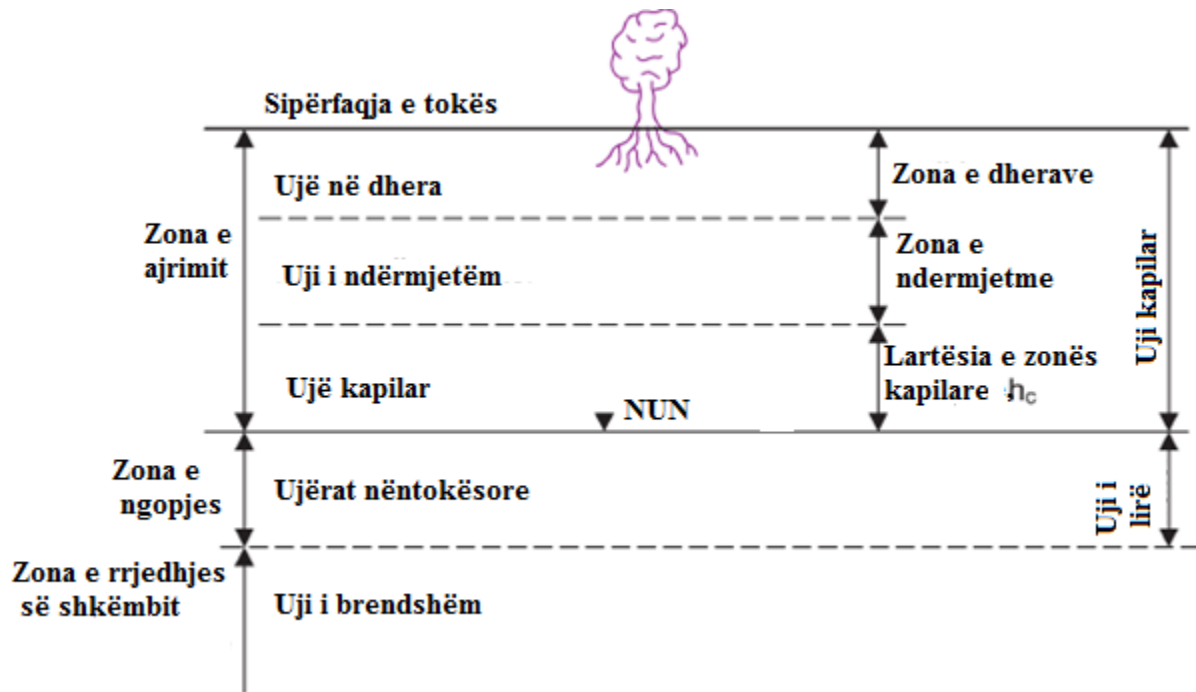 Sipërfaqja e tokës
Ujë në dhera
Zona e dherave
Zona e
ajrimit
Uji i ndërmjetëm
Zona e
ndermjetme
Uji kapilar
Ujë kapilar
Lartësia e zonës
kapilare hc
NUN
Zona e
ngopjes
Ujërat nëntokësore
Uji i
lirë
Zona e rrjedhjes
së shkëmbit
Uji i brendshëm